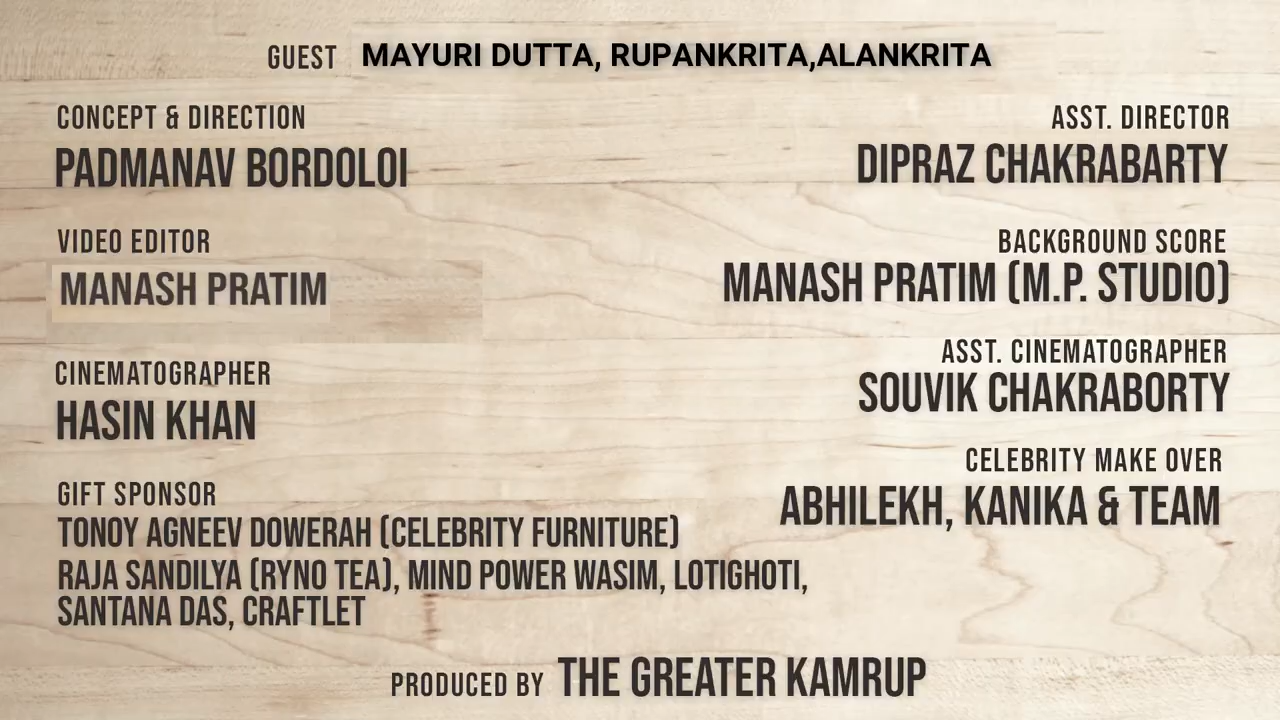 GUEST MAYURI DUTTA, RUPANKRITA,ALANKRITA
CONCEPT & DIRECTION
PADMANAV BORDOLOI
VIDEO EDITOR
MANASH PRATIM
CINEMATOGRAPHER
HASIN KHAN
GIFT SPONSOR
TONOY AGNEEV DOWERAH (CELEBRITY FURNITURE)
RAJA SANDILYA (RYNO TEA), MIND POWER WASIM, LOTIGHOTI,
SANTANA DAS, CRAFTLET
ASST. DIRECTOR
DIPRAZ CHAKRABARTY
BACKGROUND SCORE
MANASH PRATIM (M.P. STUDIO)
ASST. CINEMATOGRAPHER
SOUVIK CHAKRABORTY
CELEBRITY MAKE OVER
ABHILEKH, KANIKA & TEAM
PRODUCED BY THE GREATER KAMRUP